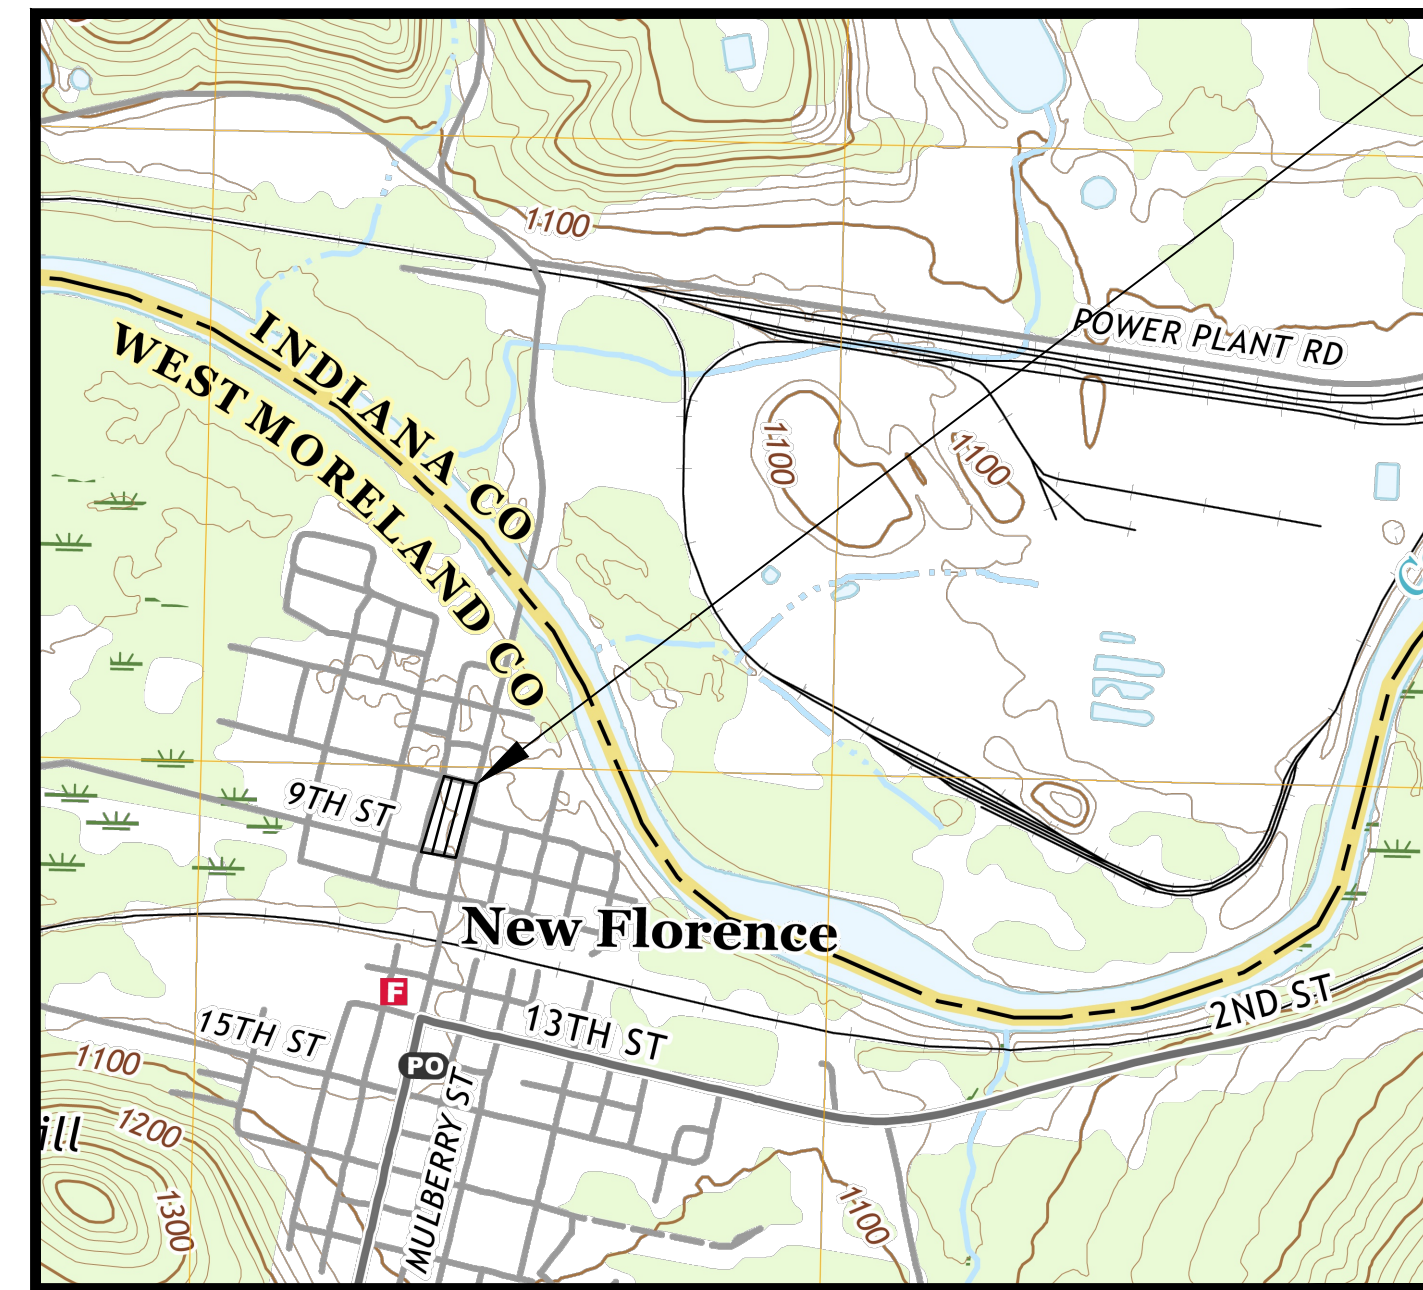 1100
POWER PLANT RD
INDIANA CO
WESTMORELAND CO
1100
1100
C
9TH ST
New Florence
F
2ND ST
15TH ST
13TH ST
1100
PO
MULBERRY ST
1200
ill
1300
1100